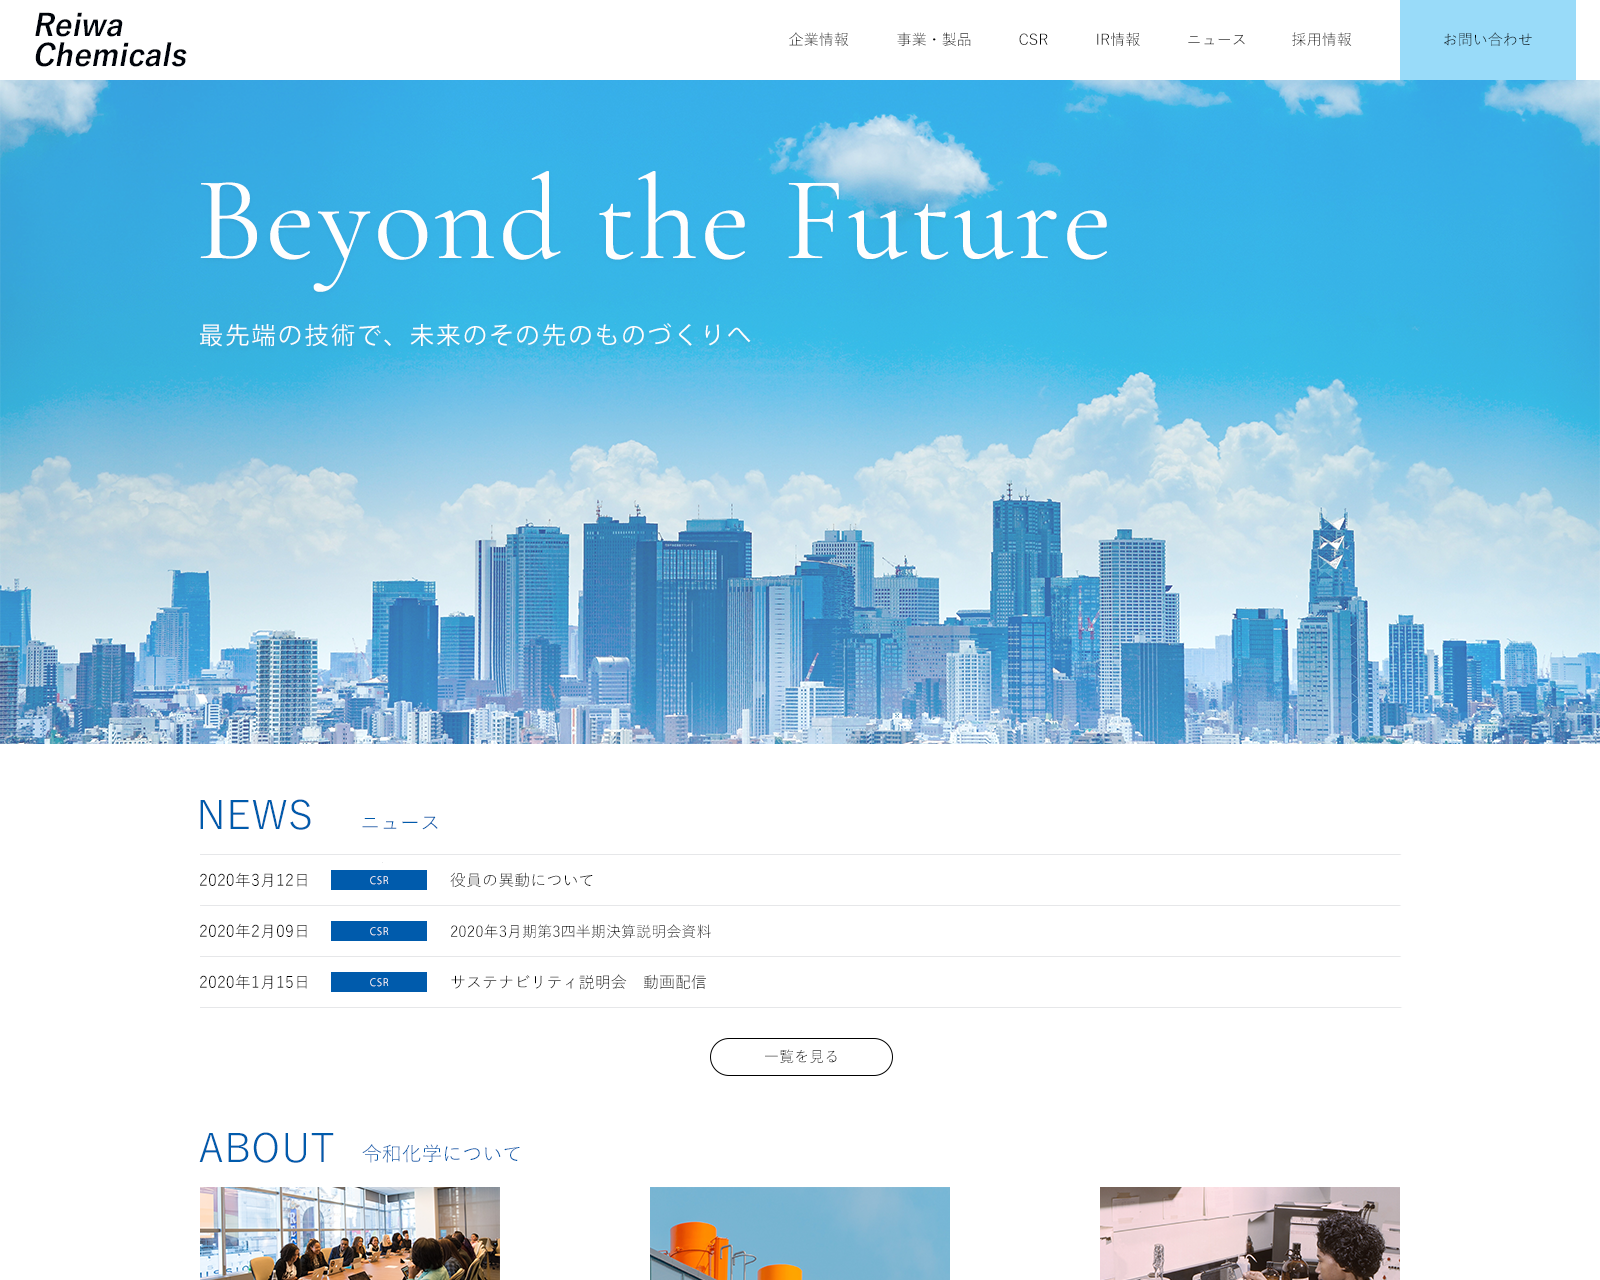 Reiwa
Chemicals
企業情報
事業・製品
CSR
IR情報
ニュース
採用情報
お問い合わせ
Beyond the Future
最先端の技術で、未来のその先のものづくりへ
NEWS ニュース
2020年3月12日 CSR 役員の異動について
2020年2月09日 CSR 2020年3月期第3四半期決算説明会資料
2020年1月15日 CSR サステナビリティ説明会　動画配信
一覧を見る
ABOUT 令和化学について